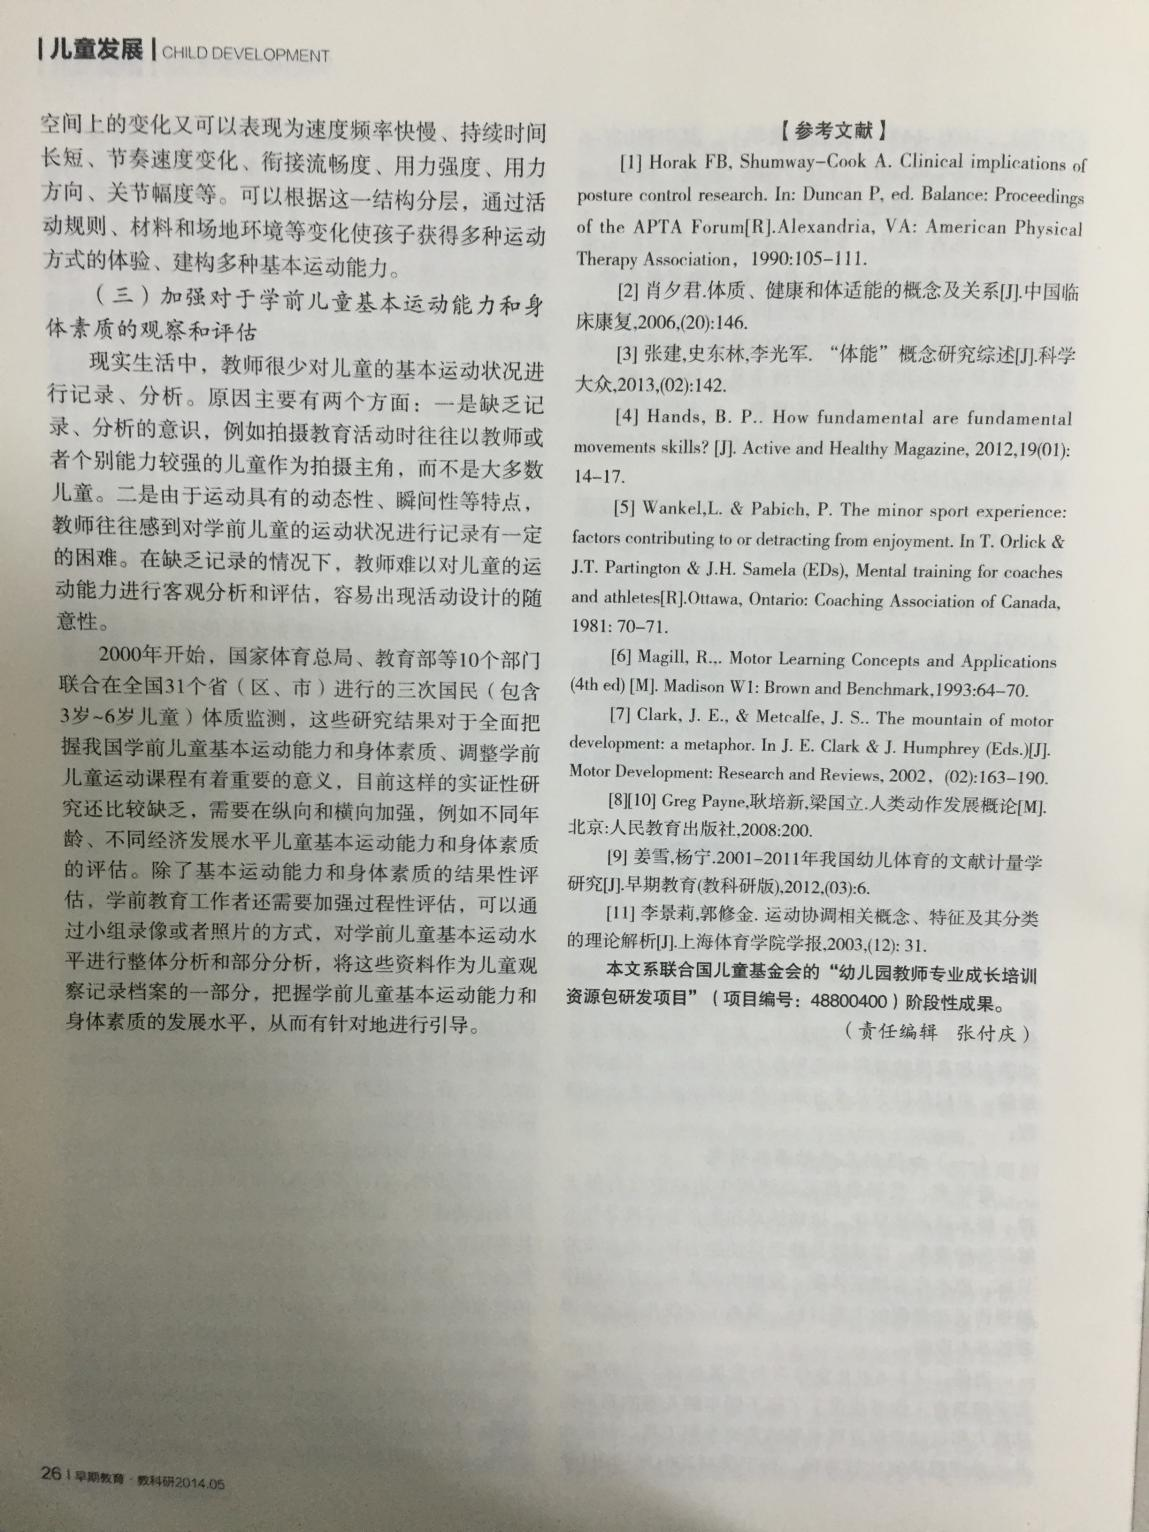 儿童发展 CHILD DEVELOPMENT
空间上的变化又可以表现为速度频率快慢、持续时间
长短、节奏速度变化、衔接流畅度、用力强度、用力
方向、关节幅度等。可以根据这一结构分层，通过活
动规则、材料和场地环境等变化使孩子获得多种运动
方式的体验、建构多种基本运动能力。
（三）加强对于学前儿童基本运动能力和身
体素质的观察和评估
现实生活中，教师很少对儿童的基本运动状况进
行记录、分析。原因主要有两个方面：一是缺乏记
录、分析的意识，例如拍摄教育活动时往往以教师或
者个别能力较强的儿童作为拍摄主角，而不是大多数
儿童。二是由于运动具有的动态性、瞬间性等特点，
教师往往感到对学前儿童的运动状况进行记录有一定
的困难。在缺乏记录的情况下，教师难以对儿童的运
动能力进行客观分析和评估，容易出现活动设计的随
意性。
2000年开始，国家体育总局、教育部等10个部门
联合在全国31个省（区、市）进行的三次国民（包含
3岁~6岁儿童）体质监测，这些研究结果对于全面把
握我国学前儿童基本运动能力和身体素质、调整学前
儿童运动课程有着重要的意义，目前这样的实证性研
究还比较缺乏，需要在纵向和横向加强，例如不同年
龄、不同经济发展水平儿童基本运动能力和身体素质
的评估。除了基本运动能力和身体素质的结果性评
估，学前教育工作者还需要加强过程性评估，可以通
过小组录像或者照片的方式，对学前儿童基本运动水
平进行整体分析和部分分析，将这些资料作为儿童观
察记录档案的一部分，把握学前儿童基本运动能力和
身体素质的发展水平，从而有针对地进行引导。
【参考文献】
[1] Horak FB, Shumway-Cook A. Clinical implications of
posture control research. In: Duncan P, ed. Balance: Proceedings
of the APTA Forum[R].Alexandria, VA: American Physical
Therapy Association, 1990:105-111.
[2] 肖夕君.体质、健康和体适能的概念及关系[J].中国临
床康复,2006,(20):146.
[3] 张建,史东林,李光军. “体能”概念研究综述[J].科学
大众,2013,(02):142.
[4] Hands, B. P.. How fundamental are fundamental
movements skills? [J]. Active and Healthy Magazine, 2012,19(01):
14-17.
[5] Wankel,L. & Pabich, P. The minor sport experience:
factors contributing to or detracting from enjoyment. In T. Orlick &
J.T. Partington & J.H. Samela (EDs), Mental training for coaches
and athletes[R].Ottawa, Ontario: Coaching Association of Canada,
1981: 70-71.
[6] Magill, R.,. Motor Learning Concepts and Applications
(4th ed) [M]. Madison W1: Brown and Benchmark,1993:64-70.
[7] Clark, J. E., & Metcalfe, J. S.. The mountain of motor
development: a metaphor. In J. E. Clark & J. Humphrey (Eds.)[J].
Motor Development: Research and Reviews, 2002, (02):163-190.
[8][10] Greg Payne,耿培新,梁国立.人类动作发展概论[M].
北京:人民教育出版社,2008:200.
[9] 姜雪,杨宁.2001-2011年我国幼儿体育的文献计量学
研究[J].早期教育(教科研版),2012,(03):6.
[11] 李景莉,郭修金. 运动协调相关概念、特征及其分类
的理论解析[J].上海体育学院学报,2003,(12): 31.
本文系联合国儿童基金会的“幼儿园教师专业成长培训
资源包研发项目”（项目编号：48800400）阶段性成果。
（责任编辑 张付庆）
26 | 早期教育·教科研2014.05